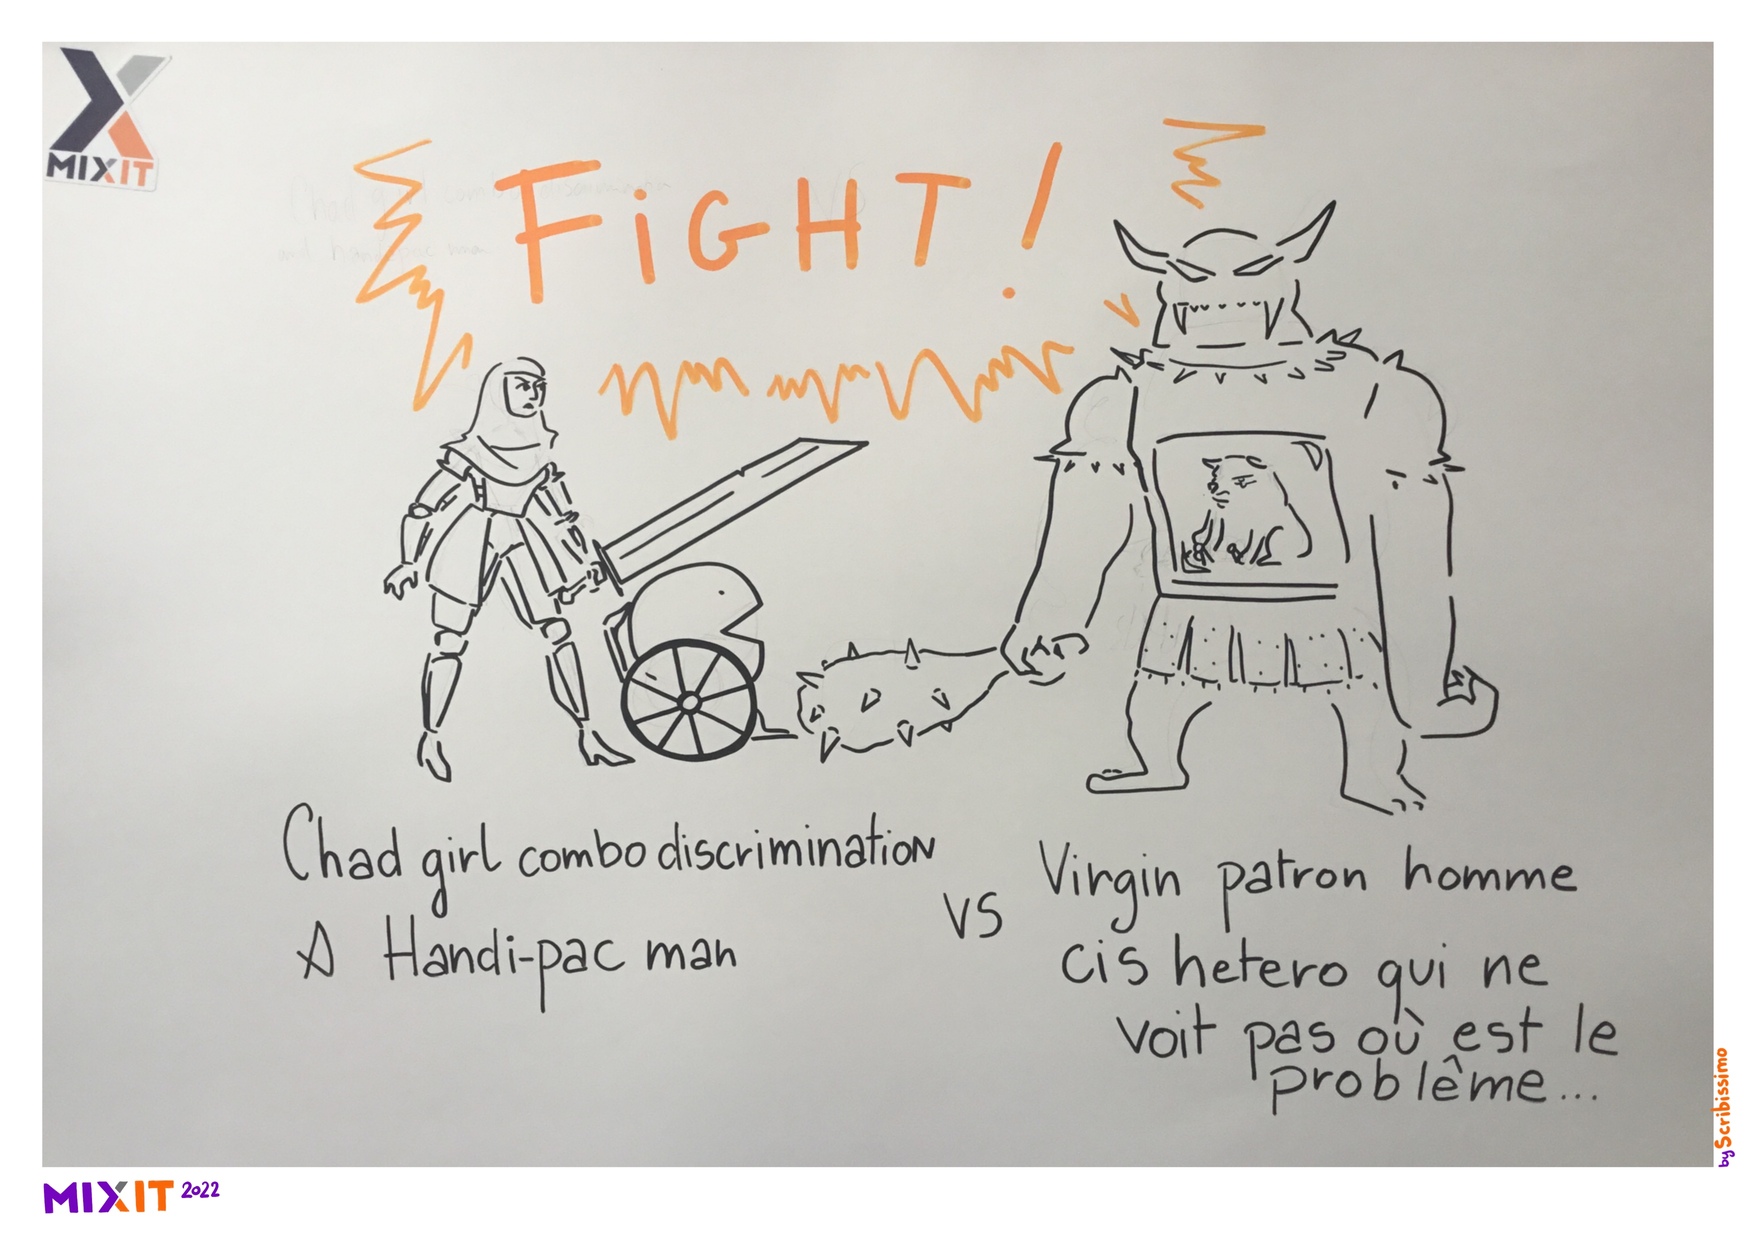 MIXIT
FiGHT!
Chad girl combo discrimination
& Handi-pac man
VS
Virgin patron homme
cis hetero qui ne
voit pas où est le
problême...
by Scribissimo
MIXIT 2022